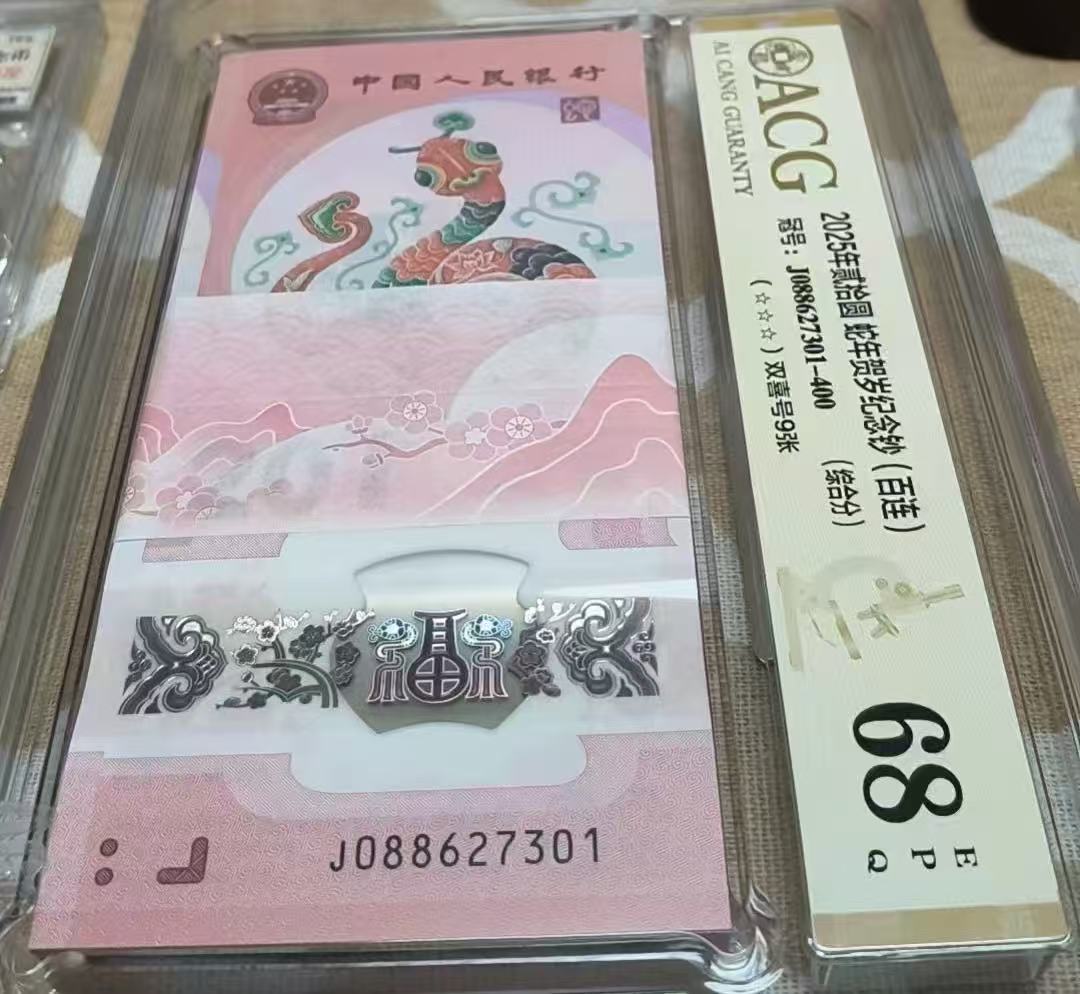 中国人民银行
J088627301
ACG
AI CANG GUARANTY
2025年贰拾圆 蛇年贺岁纪念钞(百连)
冠号:J088627301-400 (综合分)
(☆☆☆)双喜号9张
68
E
P
Q